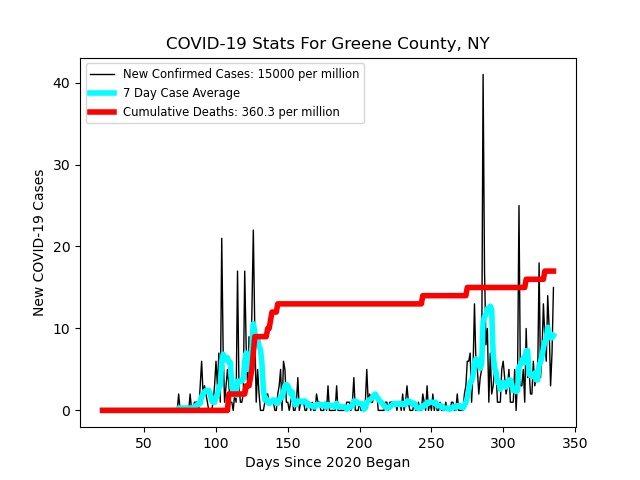 COVID-19 Stats For Greene County, NY
New Confirmed Cases: 15000 per million
7 Day Case Average
Cumulative Deaths: 360.3 per million
New COVID-19 Cases
40
30
20
10
0
50 100 150 200 250 300 350
Days Since 2020 Began